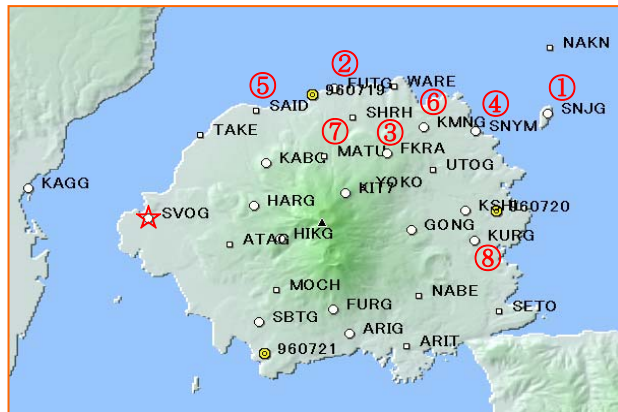 NAKN
②
FUTG
WARE
①
⑤
960719
SNJG
SAID
SHRH
⑥
④
KMNG
SNYM
TAKE
⑦
③
MATU
FKRA
KABG
UTOG
KAGG
YOKO
KIT7
HARG
KSHI
960720
SVOG
GONG
HIKG
KURG
ATAG
⑧
MOCH
NABE
FURG
SETO
SBTG
ARIG
ARIT
960721